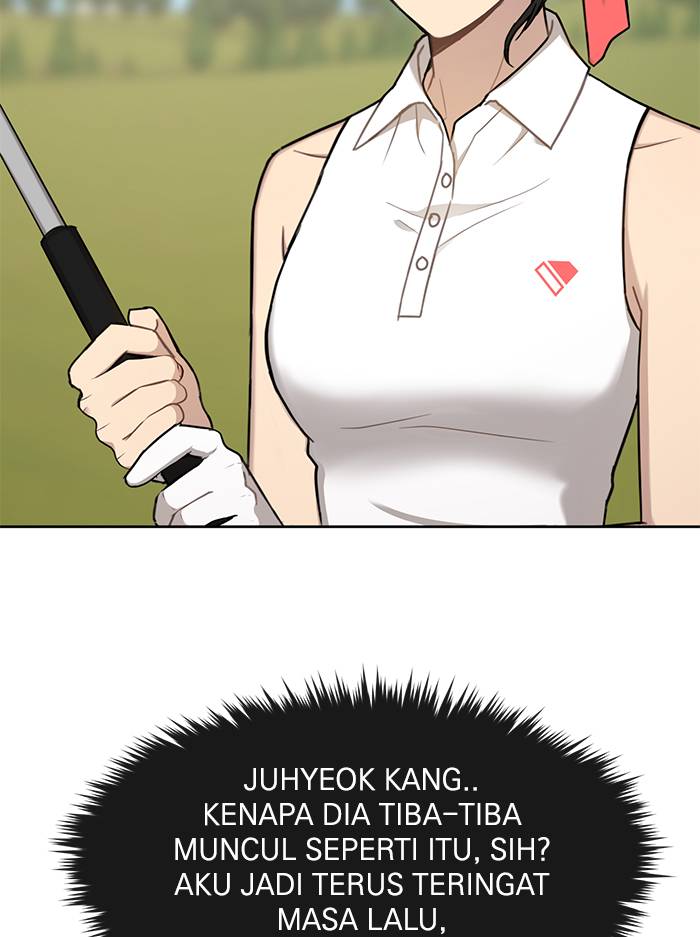 JUHYEOK KANG..
KENAPA DIA TIBA-TIBA
MUNCUL SEPERTI ITU, SIH?
AKU JADI TERUS TERINGAT
MASA LALU,